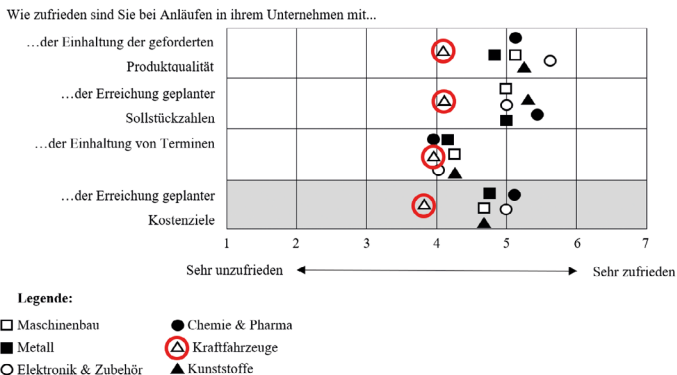 Wie zufrieden sind Sie bei Anläufen in ihrem Unternehmen mit...
…der Einhaltung der geforderten
Produktqualität
…der Erreichung geplanter
Sollstückzahlen
…der Einhaltung von Terminen
…der Erreichung geplanter
Kostenziele
1 2 3 4 5 6 7
Sehr unzufrieden Sehr zufrieden
Legende:
Maschinenbau Chemie & Pharma
Metall Kraftfahrzeuge
Elektronik & Zubehör Kunststoffe